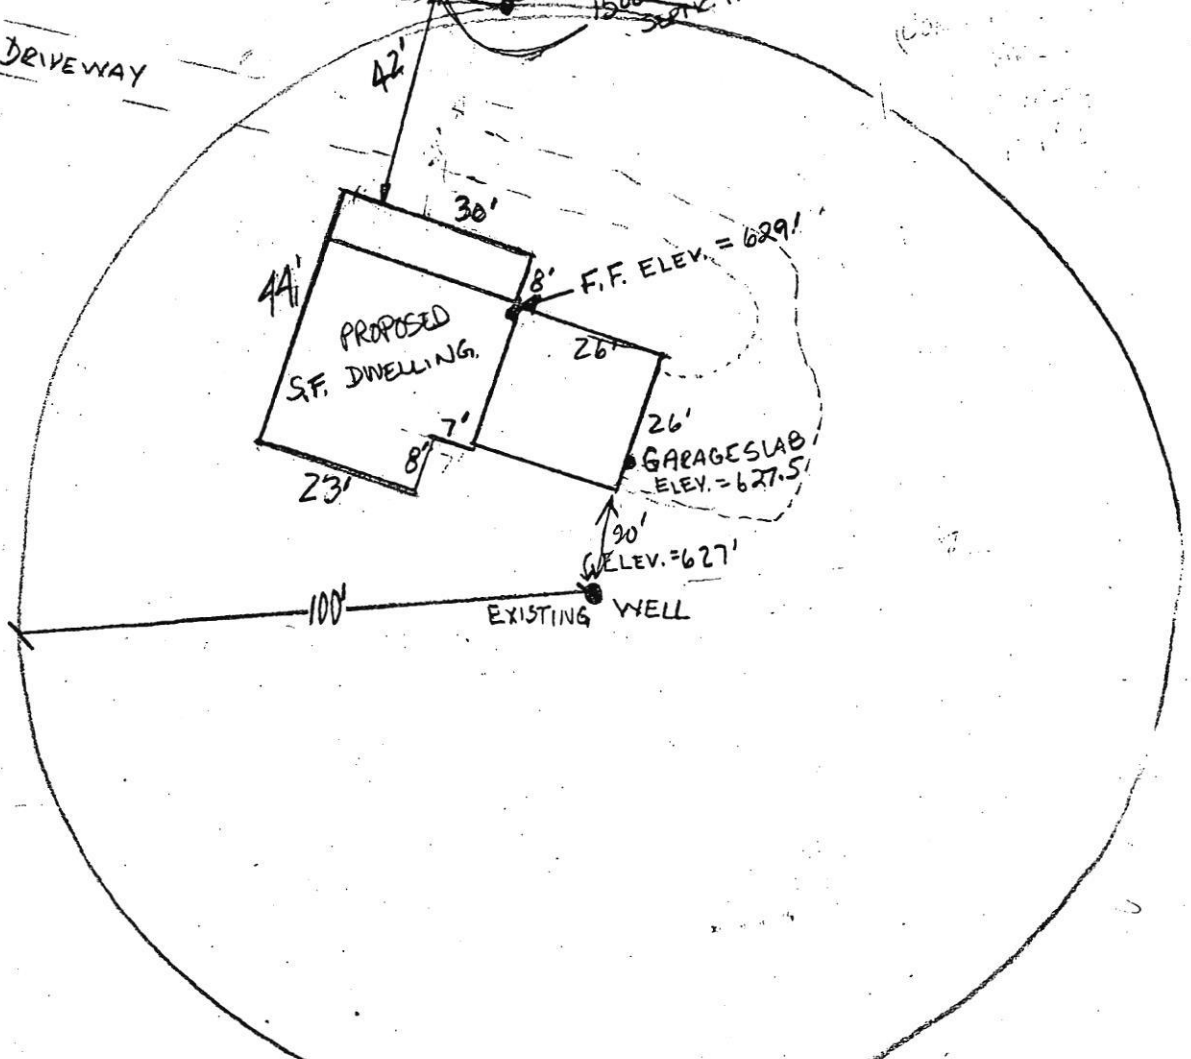 SEPTIC
DRIVEWAY
42'
30'
44'
8'
F.F. ELEV. = 629'
PROPOSED
S.F. DWELLING.
26'
7'
26'
8'
GARAGE SLAB
ELEV. = 627.5'
23'
ELEV. = 627'
100'
EXISTING WELL